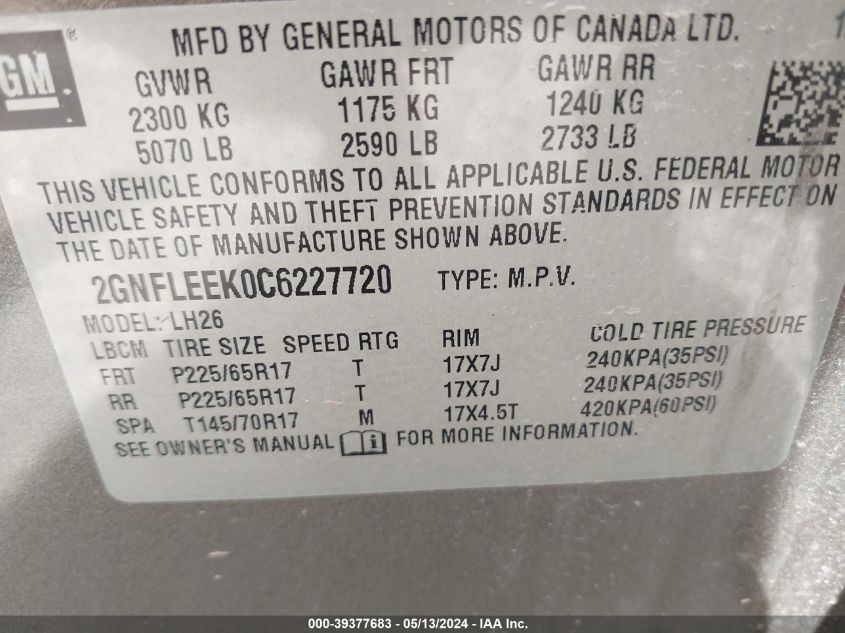 GM ®
MFD BY GENERAL MOTORS OF CANADA LTD.
GVWR GAWR FRT GAWR RR
2300 KG 1175 KG 1240 KG
5070 LB 2590 LB 2733 LB
THIS VEHICLE CONFORMS TO ALL APPLICABLE U.S. FEDERAL MOTOR
VEHICLE SAFETY AND THEFT PREVENTION STANDARDS IN EFFECT ON
THE DATE OF MANUFACTURE SHOWN ABOVE.
2GNFLEEK0C6227720 TYPE: M.P.V.
MODEL: LH26
LBCM TIRE SIZE SPEED RTG RIM COLD TIRE PRESSURE
FRT P225/65R17 T 17X7J 240KPA(35PSI)
RR P225/65R17 T 17X7J 240KPA(35PSI)
SPA T145/70R17 M 17X4.5T 420KPA(60PSI)
SEE OWNER'S MANUAL i FOR MORE INFORMATION.
000-39377683 - 05/13/2024 - IAA Inc.